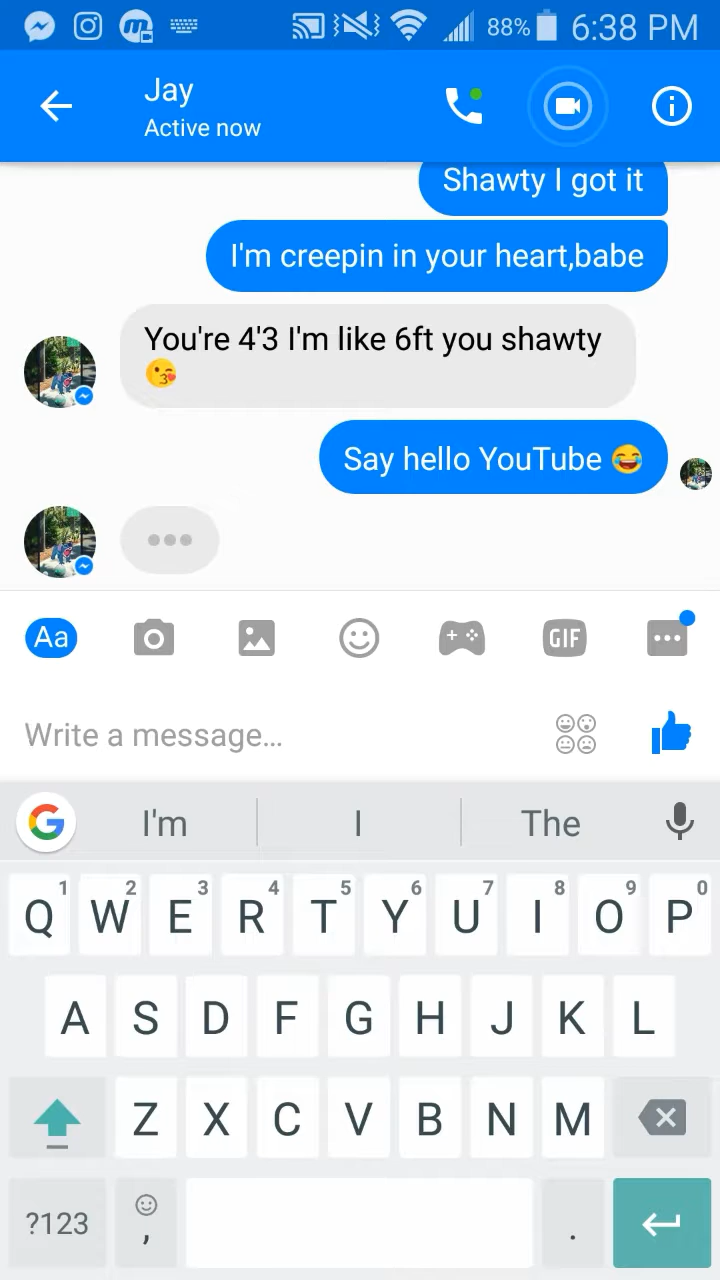 88% 6:38 PM
Jay
Active now
Shawty I got it
I'm creepin in your heart,babe
You're 4'3 I'm like 6ft you shawty
😘
Say hello YouTube 😂
Aa
GIF
Write a message...
G I'm I The
1 2 3 4 5 6 7 8 9 0
Q W E R T Y U I O P
A S D F G H J K L
Z X C V B N M
?123 , .